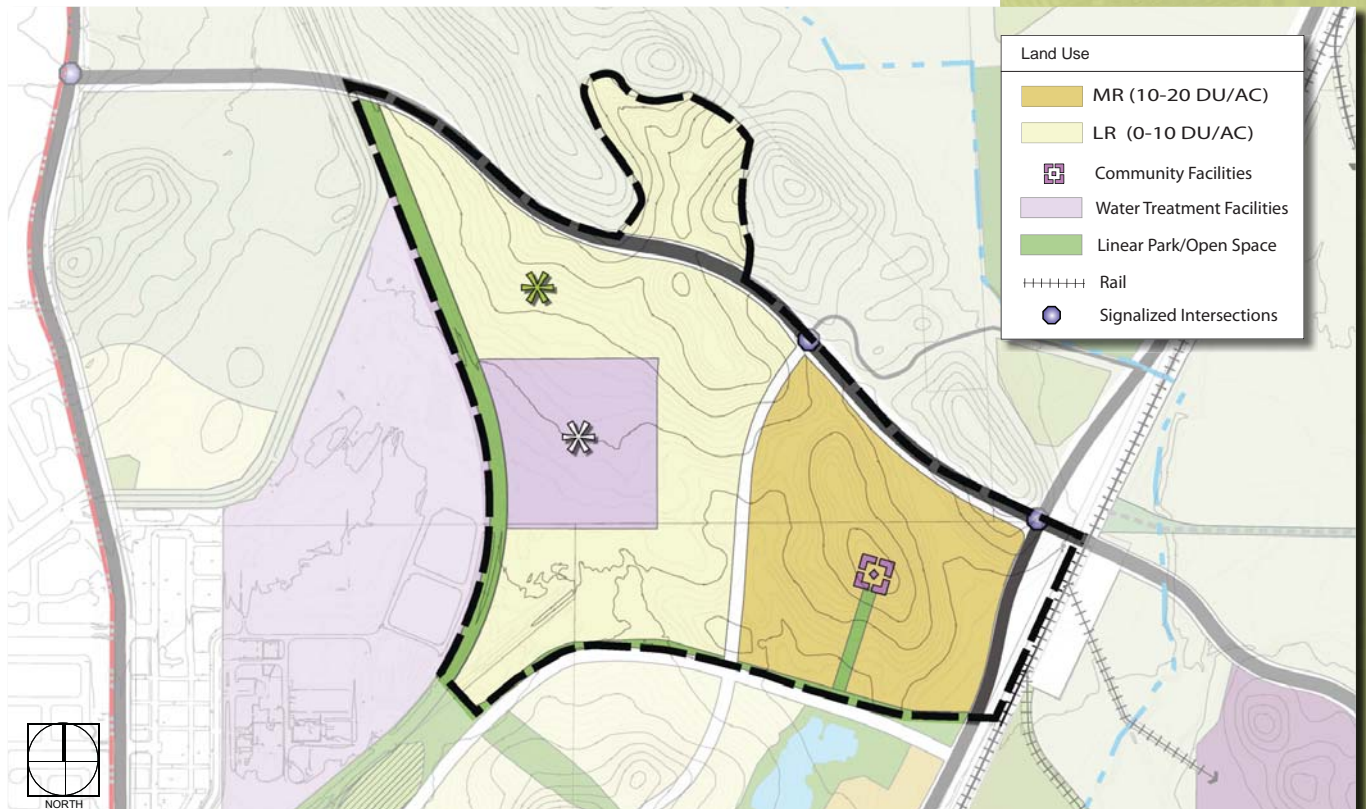 Land Use
MR (10-20 DU/AC)
LR (0-10 DU/AC)
Community Facilities
Water Treatment Facilities
Linear Park/Open Space
Rail
Signalized Intersections
NORTH